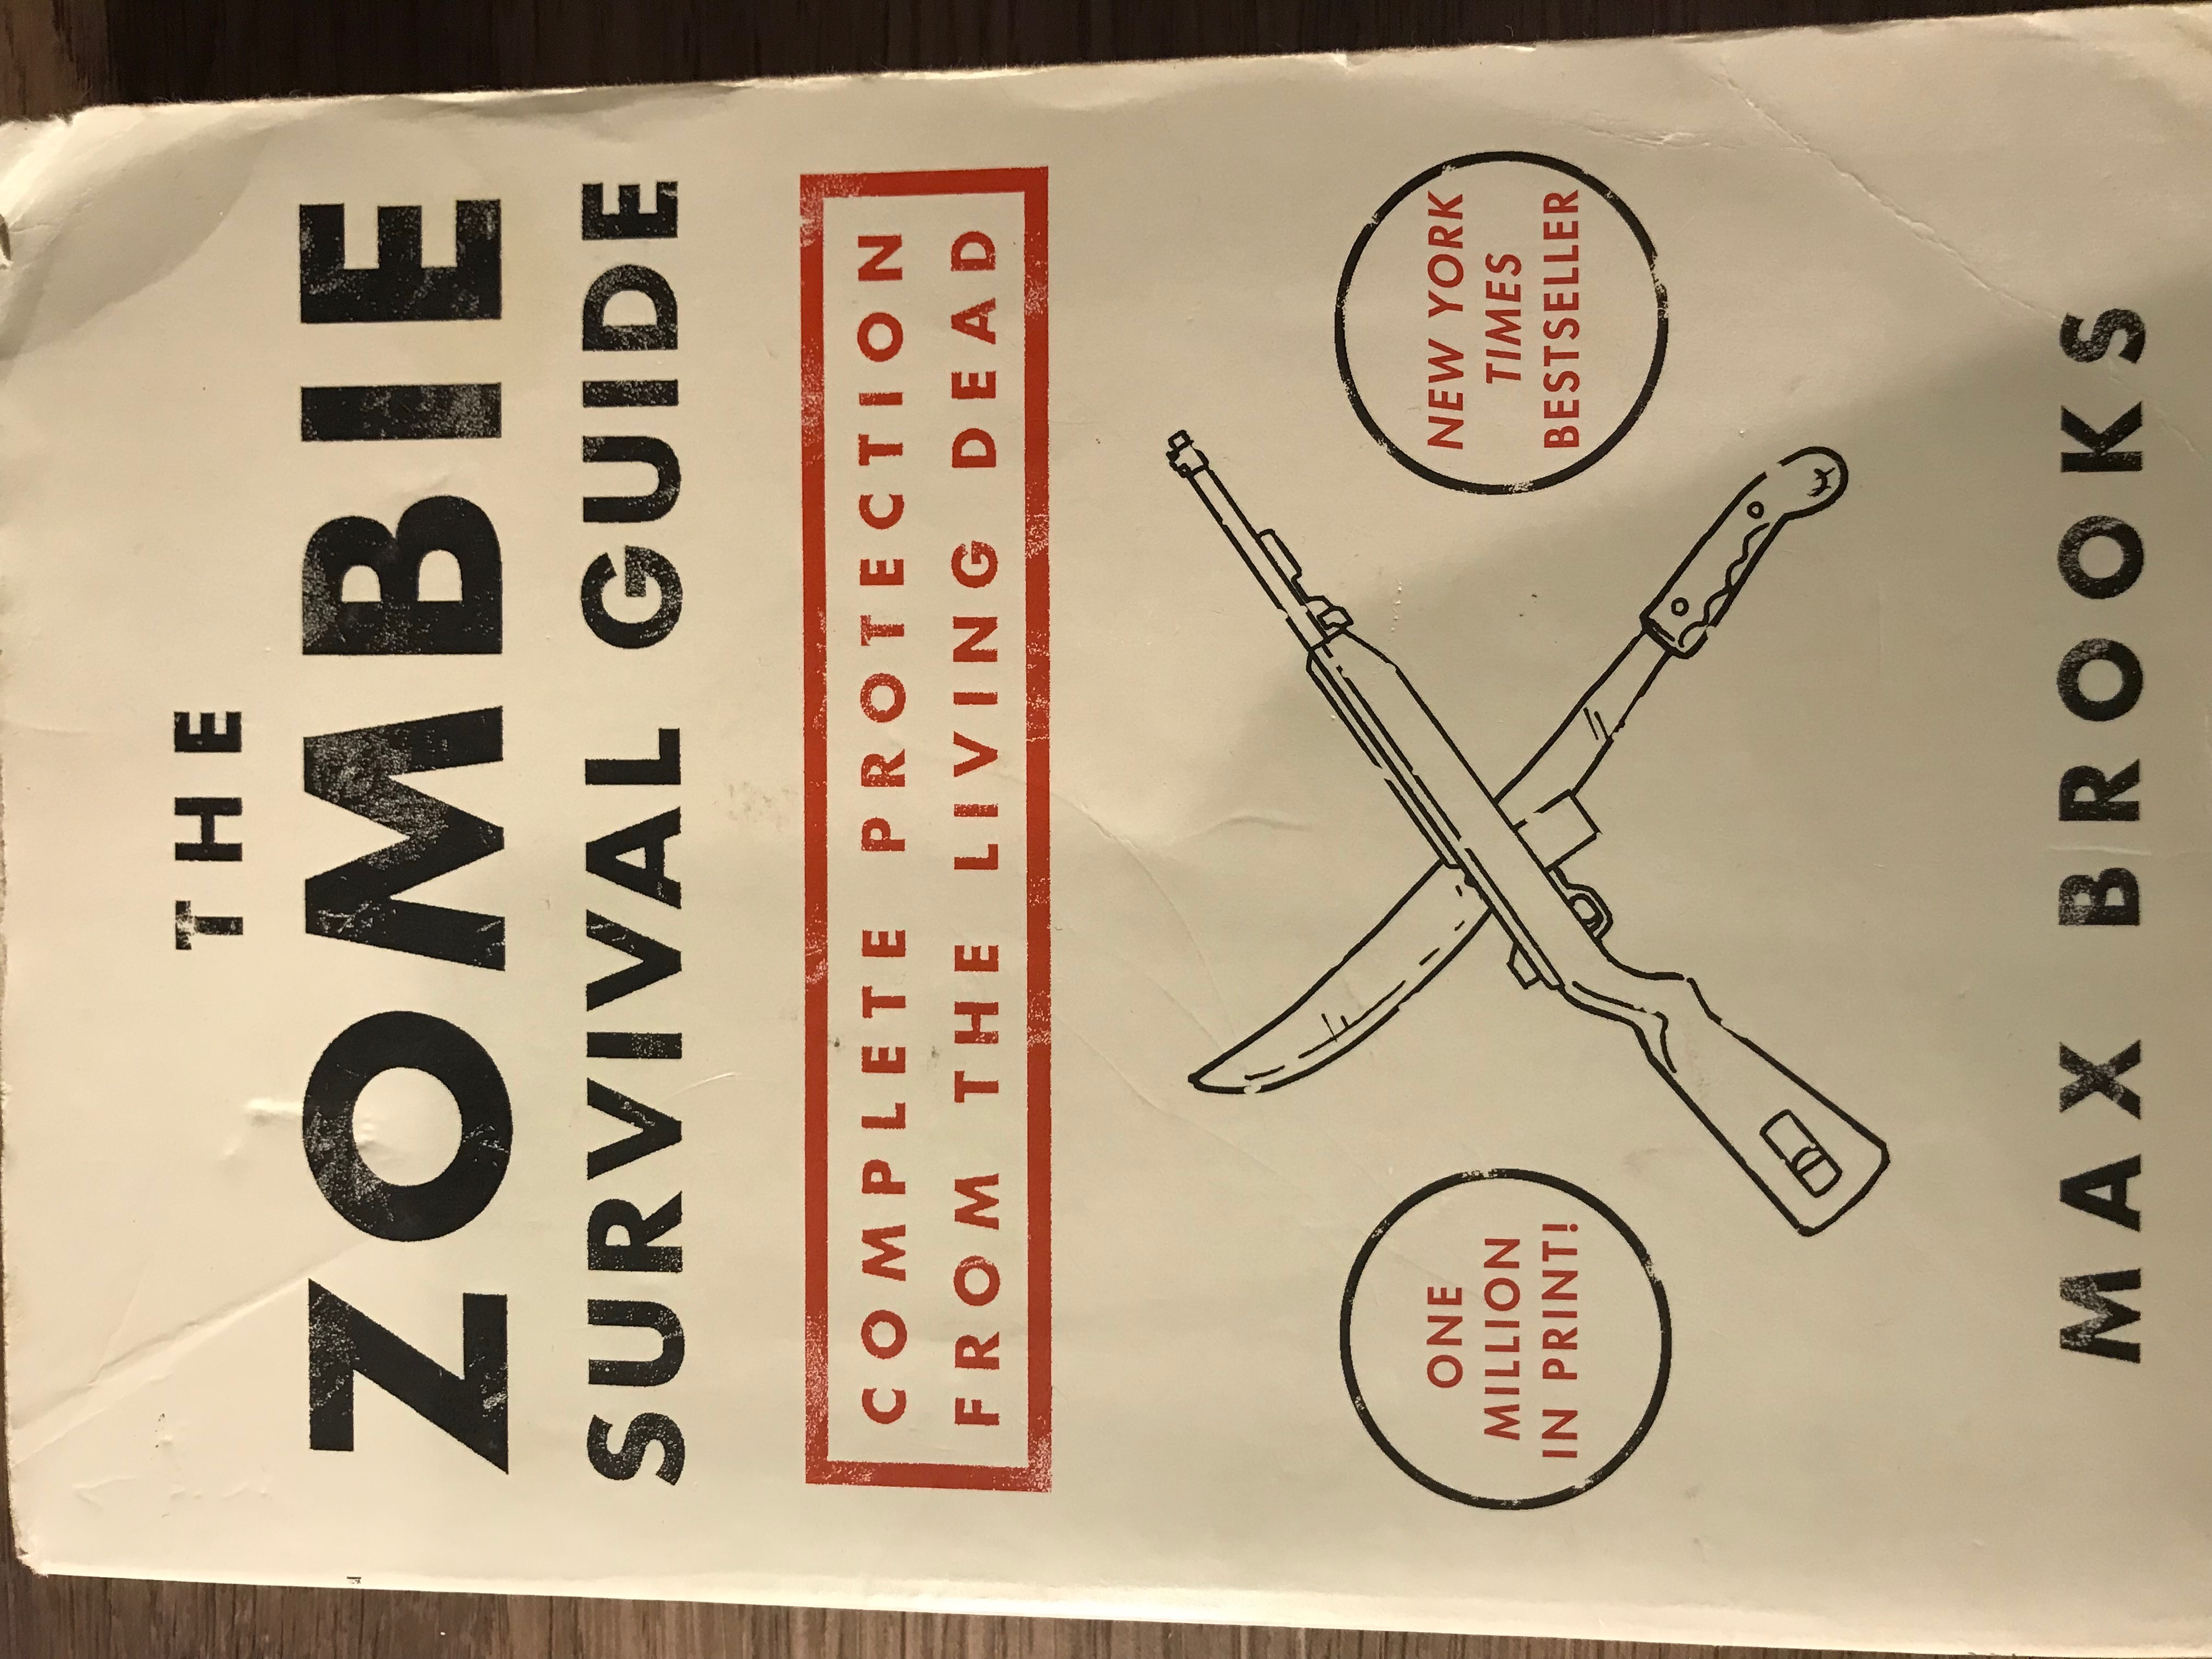 THE
ZOMBIE
SURVIVAL GUIDE
COMPLETE PROTECTION
FROM THE LIVING DEAD
ONE
MILLION
IN PRINT!
NEW YORK
TIMES
BESTSELLER
MAX BROOKS